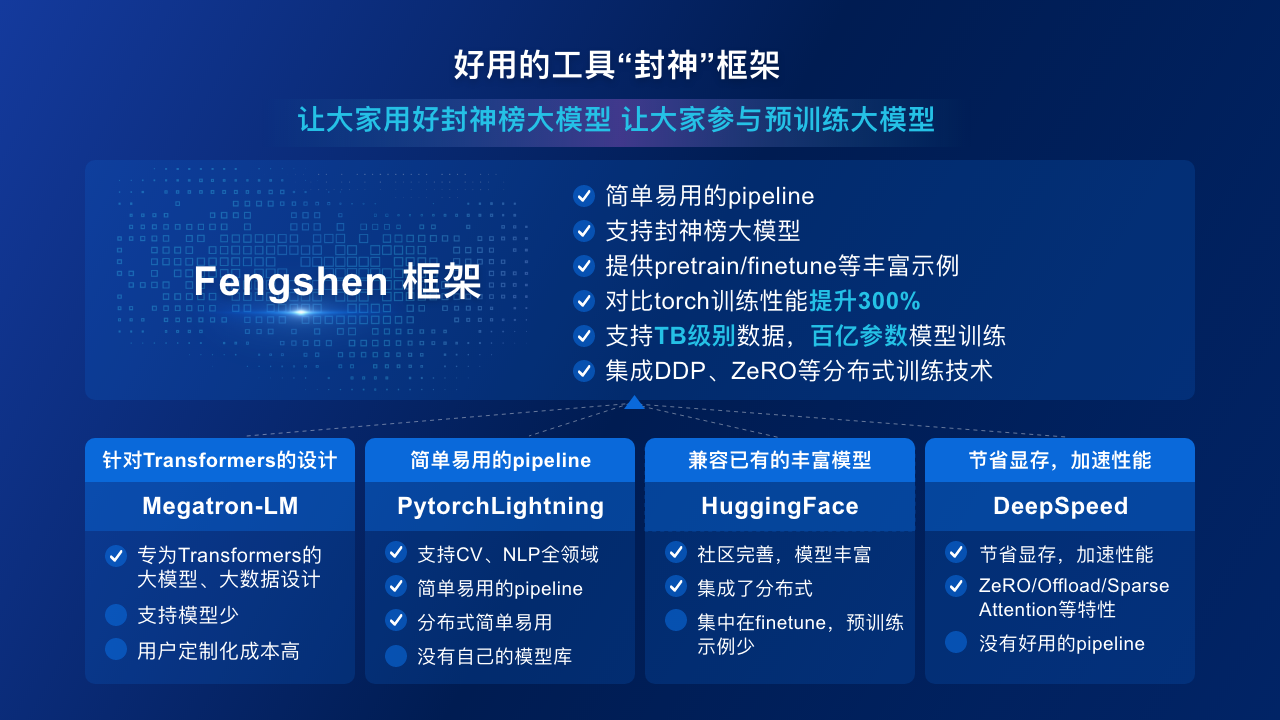 好用的工具“封神”框架
让大家用好封神榜大模型 让大家参与预训练大模型
Fengshen 框架
简单易用的pipeline
支持封神榜大模型
提供pretrain/finetune等丰富示例
对比torch训练性能提升300%
支持TB级别数据，百亿参数模型训练
集成DDP、ZeRO等分布式训练技术
针对Transformers的设计
Megatron-LM
专为Transformers的
大模型、大数据设计
支持模型少
用户定制化成本高
简单易用的pipeline
PytorchLightning
支持CV、NLP全领域
简单易用的pipeline
分布式简单易用
没有自己的模型库
兼容已有的丰富模型
HuggingFace
社区完善，模型丰富
集成了分布式
集中在finetune，预训练
示例少
节省显存，加速性能
DeepSpeed
节省显存，加速性能
ZeRO/Offload/Sparse
Attention等特性
没有好用的pipeline